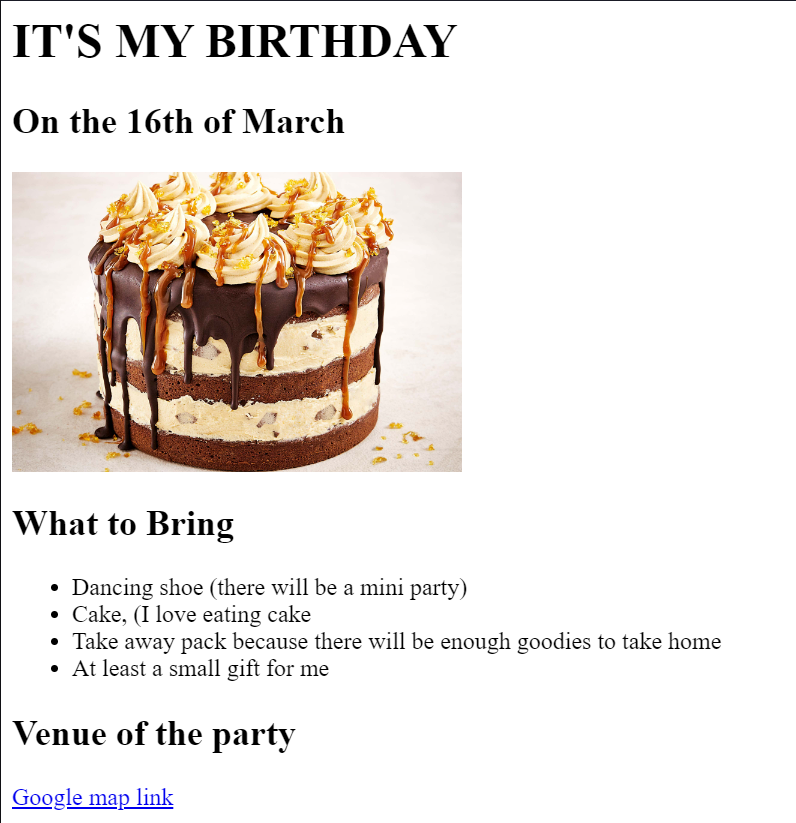 IT'S MY BIRTHDAY
On the 16th of March
What to Bring
Dancing shoe (there will be a mini party)
Cake, (I love eating cake
Take away pack because there will be enough goodies to take home
At least a small gift for me
Venue of the party
Google map link